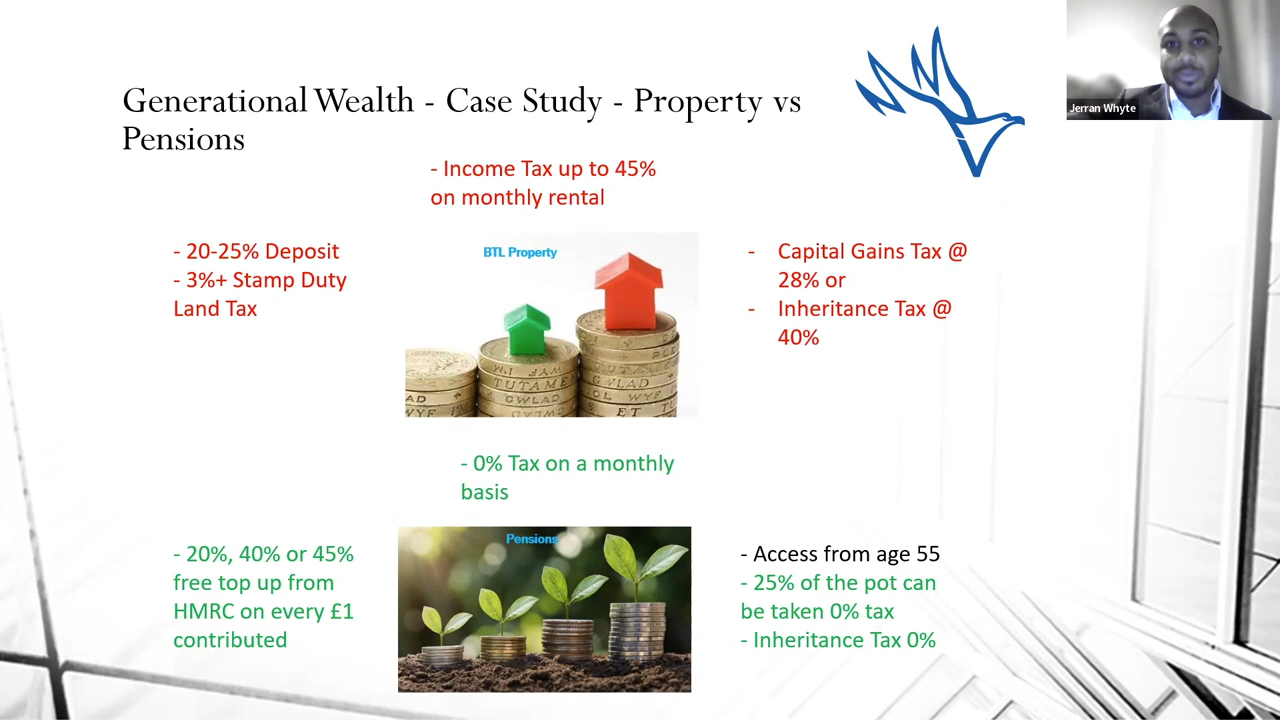 Generational Wealth - Case Study - Property vs
Pensions
Jerran Whyte
- Income Tax up to 45%
on monthly rental
- 20-25% Deposit
- 3%+ Stamp Duty
Land Tax
BTL Property
- Capital Gains Tax @
28% or
- Inheritance Tax @
40%
- 0% Tax on a monthly
basis
- 20%, 40% or 45%
free top up from
HMRC on every £1
contributed
Pensions
- Access from age 55
- 25% of the pot can
be taken 0% tax
- Inheritance Tax 0%